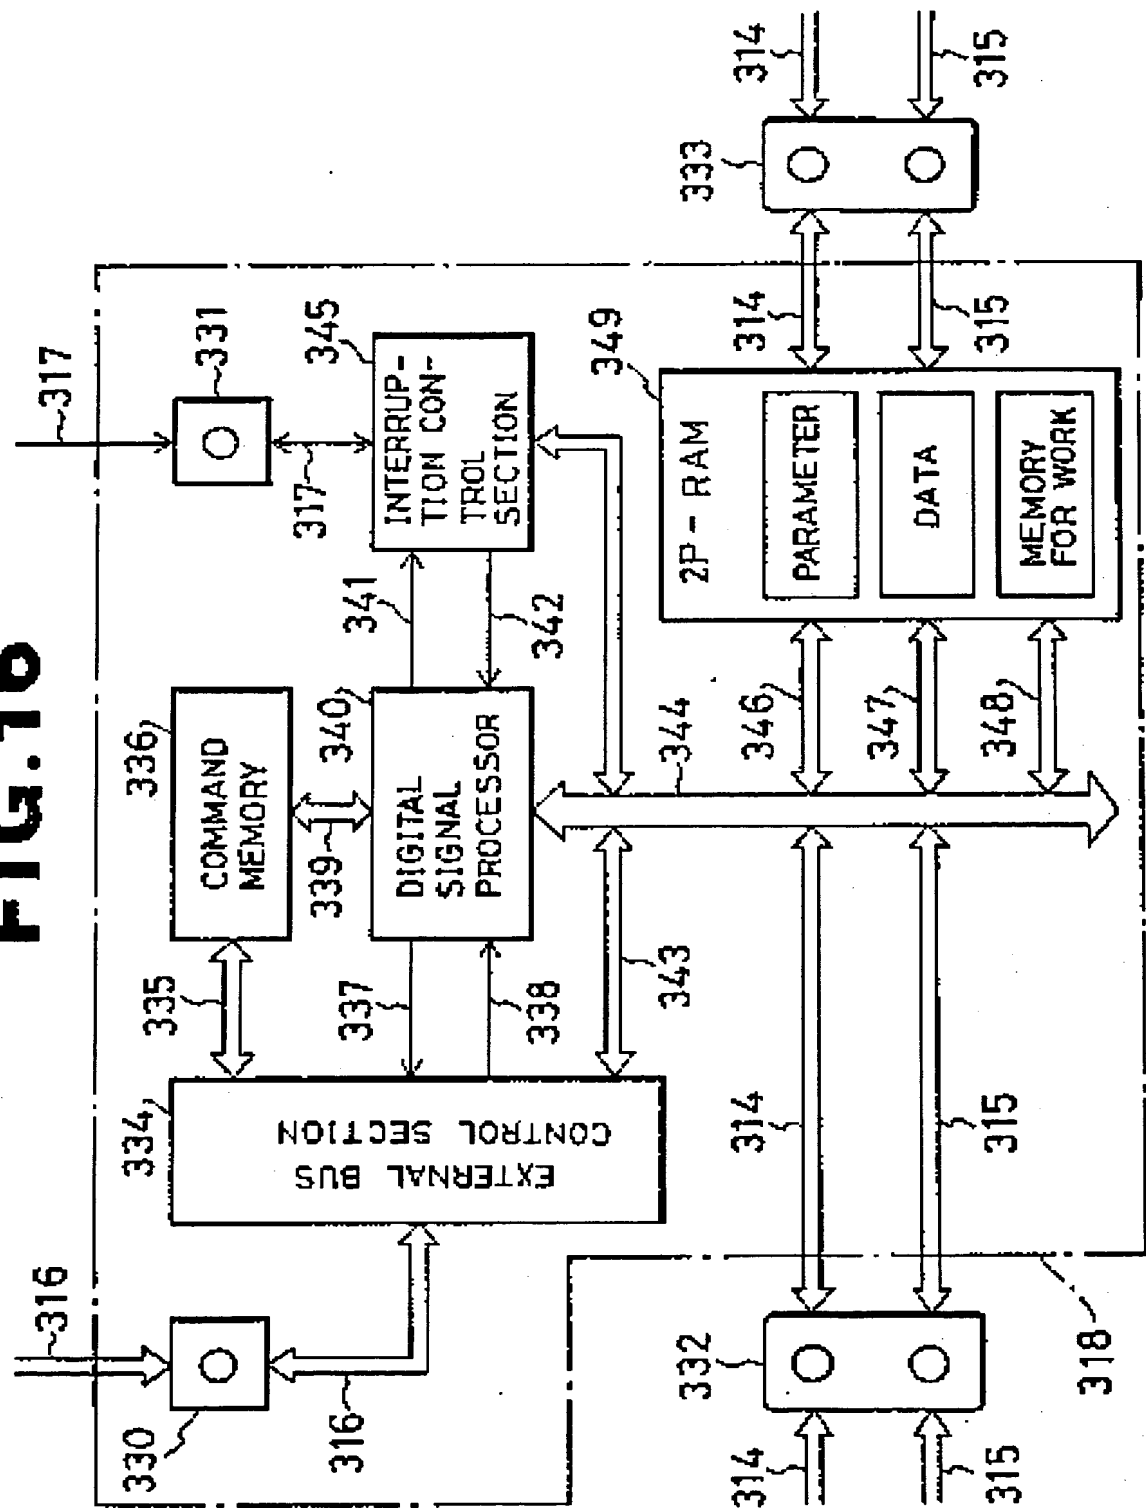 FIG.16
316
317
330
331
316
317
334
EXTERNAL BUS
CONTROL SECTION
335
336
COMMAND
MEMORY
337
338
339
340
DIGITAL
SIGNAL
PROCESSOR
341
342
345
INTERRUP-
TION CON-
TROL
SECTION
343
344
346
347
348
349
2P-RAM
PARAMETER
DATA
MEMORY
FOR WORK
314
315
332
314
315
318
314
315
333
314
315